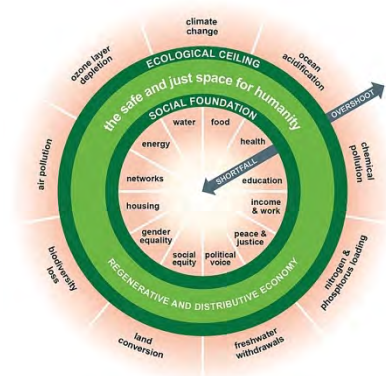 climate
change
ocean
acidification
chemical
pollution
nitrogen &
phosphorus loading
freshwater
withdrawals
land
conversion
biodiversity
loss
air pollution
ozone layer
depletion
ECOLOGICAL CEILING
the safe and just space for humanity
SOCIAL FOUNDATION
OVERSHOOT
SHORTFALL
water
food
health
education
income
& work
peace &
justice
political
voice
social
equity
gender
equality
housing
networks
energy
REGENERATIVE AND DISTRIBUTIVE ECONOMY